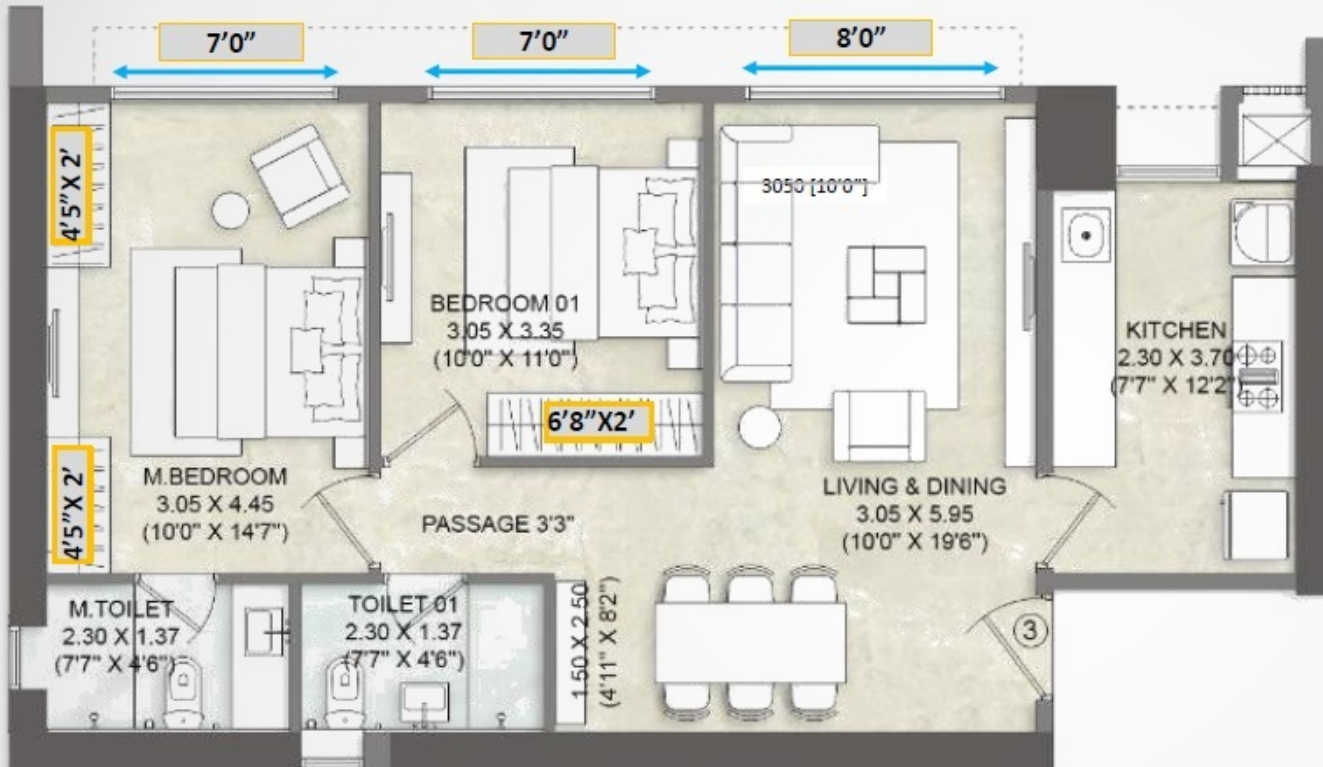 7'0"
7'0"
8'0"
4'5"X 2'
3050 [10'0"]
BEDROOM 01
3.05 X 3.35
(10'0" X 11'0")
KITCHEN
2.30 X 3.70
(7'7" X 12'2")
6'8"X2'
4'5"X 2'
M.BEDROOM
3.05 X 4.45
(10'0" X 14'7")
PASSAGE 3'3"
LIVING & DINING
3.05 X 5.95
(10'0" X 19'6")
M.TOILET
2.30 X 1.37
(7'7" X 4'6")
TOILET 01
2.30 X 1.37
(7'7" X 4'6")
1.50 X 2.50
(4'11" X 8'2")
3